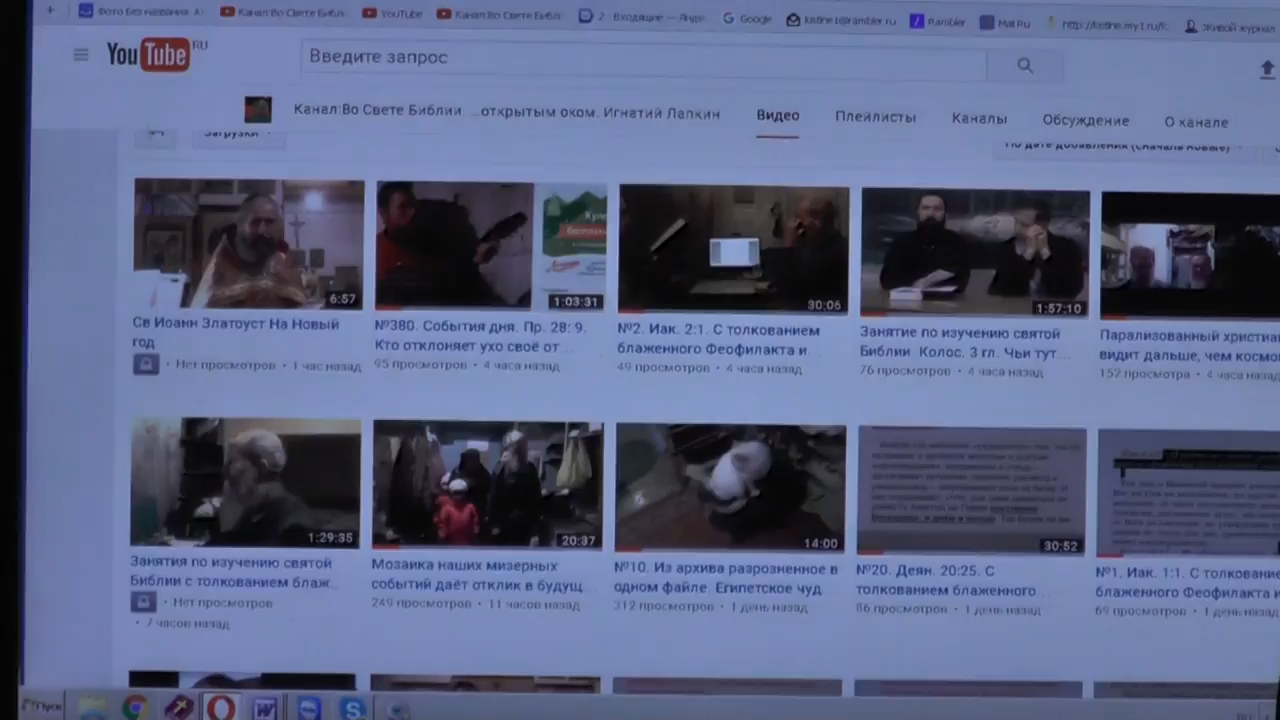 Фото Без названия
Канал:Во Свете Библ
YouTube
Канал:Во Свете Библ
2
Входящие — Янде
Google
Rambler
Mail.Ru
Живой журнал
YouTube RU
Введите запрос
Канал:Во Свете Библии. ...открытым оком. Игнатий Лапкин
Видео
Плейлисты
Каналы
Обсуждение
О канале
Загрузки
По дате добавления (сначала новые)
6:57
1:03:31
30:06
1:57:10
Св Иоанн Златоуст На Новый
год
Нет просмотров • 1 час назад
№380. События дня. Пр. 28: 9.
Кто отклоняет ухо своё от...
95 просмотров • 4 часа назад
№2. Иак. 2:1. С толкованием
блаженного Феофилакта и...
49 просмотров • 4 часа назад
Занятие по изучению святой
Библии Колос. 3 гл. Чьи тут...
76 просмотров • 4 часа назад
Парализованный христиа
видит дальше, чем космо
152 просмотра • 4 часа назад
1:29:35
20:37
14:00
30:52
Занятия по изучению святой
Библии с толкованием блаж...
Нет просмотров
• 7 часов назад
Мозаика наших мизерных
событий даёт отклик в будущ...
249 просмотров • 11 часов назад
№10. Из архива разрозненное в
одном файле. Египетское чуд
312 просмотров • 1 день назад
№20. Деян. 20:25. С
толкованием блаженного...
86 просмотров • 1 день назад
№1. Иак. 1:1. С толкование
блаженного Феофилакта и
69 просмотров • 1 день назад
Пуск